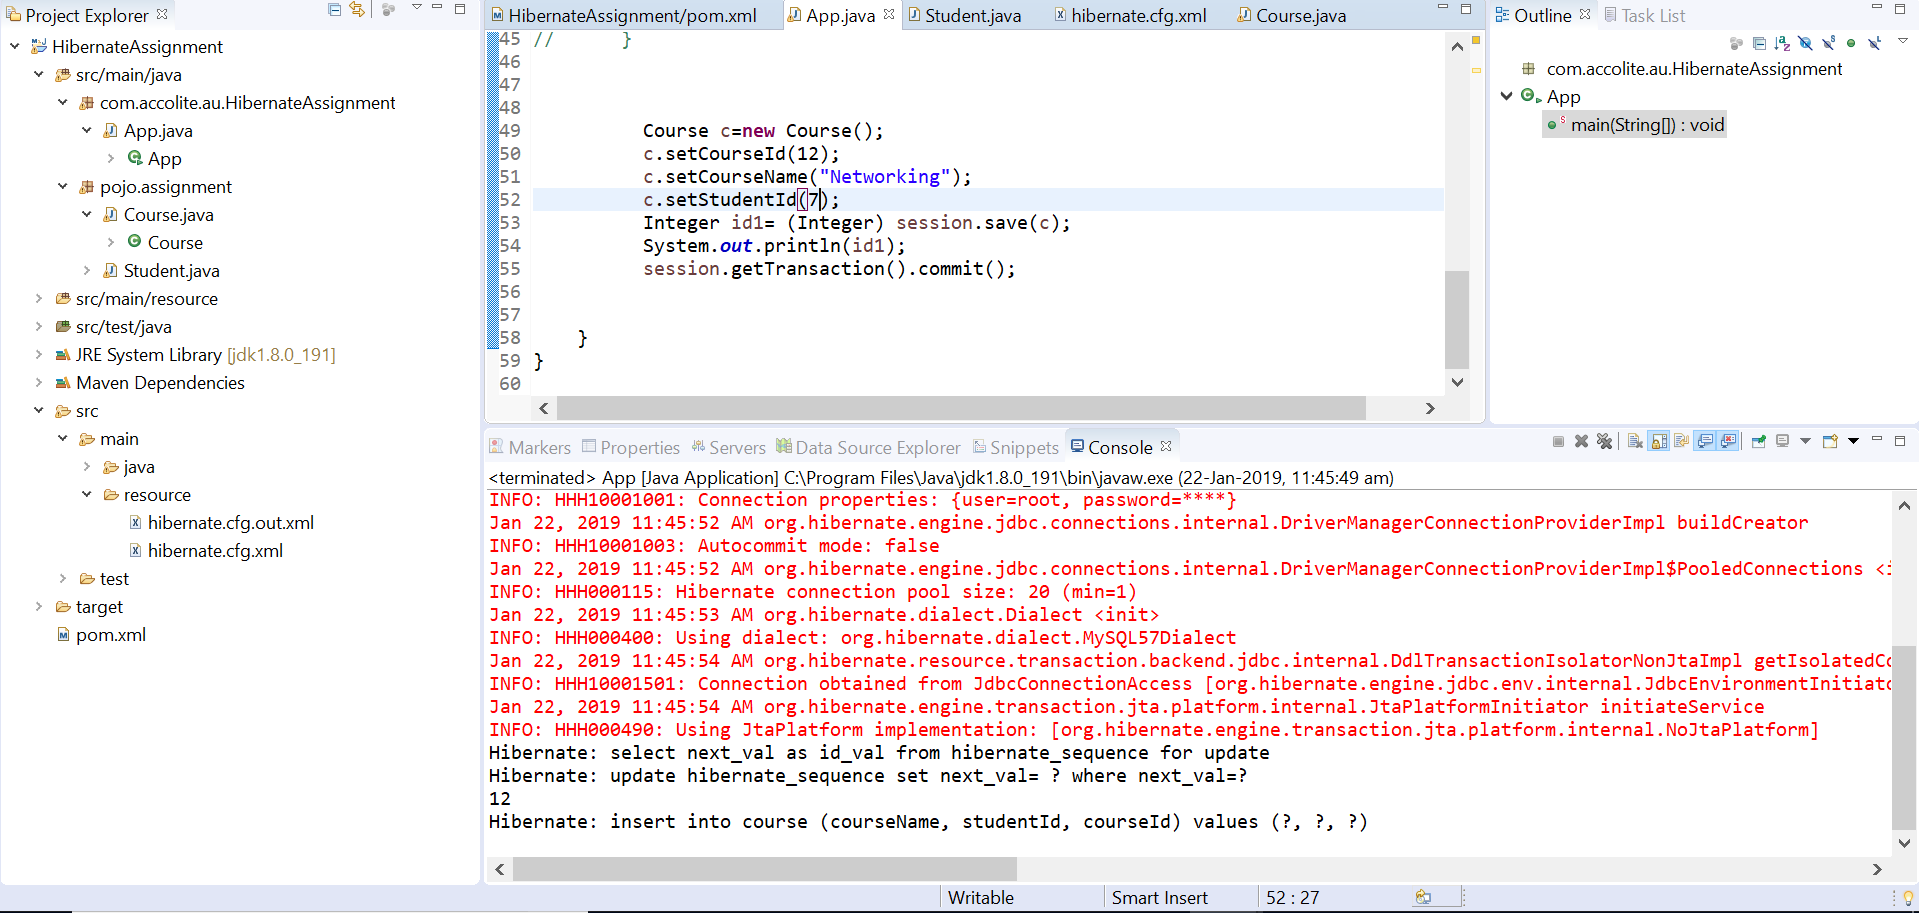 Project Explorer
HibernateAssignment
src/main/java
com.accolite.au.HibernateAssignment
App.java
App
pojo.assignment
Course.java
Course
Student.java
src/main/resource
src/test/java
JRE System Library [jdk1.8.0_191]
Maven Dependencies
src
main
java
resource
hibernate.cfg.out.xml
hibernate.cfg.xml
test
target
pom.xml
HibernateAssignment/pom.xml App.java Student.java hibernate.cfg.xml Course.java
45 // }
46
47
48
49 Course c=new Course();
50 c.setCourseId(12);
51 c.setCourseName("Networking");
52 c.setStudentId(7);
53 Integer id1= (Integer) session.save(c);
54 System.out.println(id1);
55 session.getTransaction().commit();
56
57
58 }
59 }
60
Outline Task List
com.accolite.au.HibernateAssignment
App
main(String[]) : void
Markers Properties Servers Data Source Explorer Snippets Console
<terminated> App [Java Application] C:\Program Files\Java\jdk1.8.0_191\bin\javaw.exe (22-Jan-2019, 11:45:49 am)
INFO: HHH10001001: Connection properties: {user=root, password=****}
Jan 22, 2019 11:45:52 AM org.hibernate.engine.jdbc.connections.internal.DriverManagerConnectionProviderImpl buildCreator
INFO: HHH10001003: Autocommit mode: false
Jan 22, 2019 11:45:52 AM org.hibernate.engine.jdbc.connections.internal.DriverManagerConnectionProviderImpl$PooledConnections <i
INFO: HHH000115: Hibernate connection pool size: 20 (min=1)
Jan 22, 2019 11:45:53 AM org.hibernate.dialect.Dialect <init>
INFO: HHH000400: Using dialect: org.hibernate.dialect.MySQL57Dialect
Jan 22, 2019 11:45:54 AM org.hibernate.resource.transaction.backend.jdbc.internal.DdlTransactionIsolatorNonJtaImpl getIsolatedCo
INFO: HHH10001501: Connection obtained from JdbcConnectionAccess [org.hibernate.engine.jdbc.env.internal.JdbcEnvironmentInitiato
Jan 22, 2019 11:45:54 AM org.hibernate.engine.transaction.jta.platform.internal.JtaPlatformInitiator initiateService
INFO: HHH000490: Using JtaPlatform implementation: [org.hibernate.engine.transaction.jta.platform.internal.NoJtaPlatform]
Hibernate: select next_val as id_val from hibernate_sequence for update
Hibernate: update hibernate_sequence set next_val= ? where next_val=?
12
Hibernate: insert into course (courseName, studentId, courseId) values (?, ?, ?)
Writable Smart Insert 52 : 27